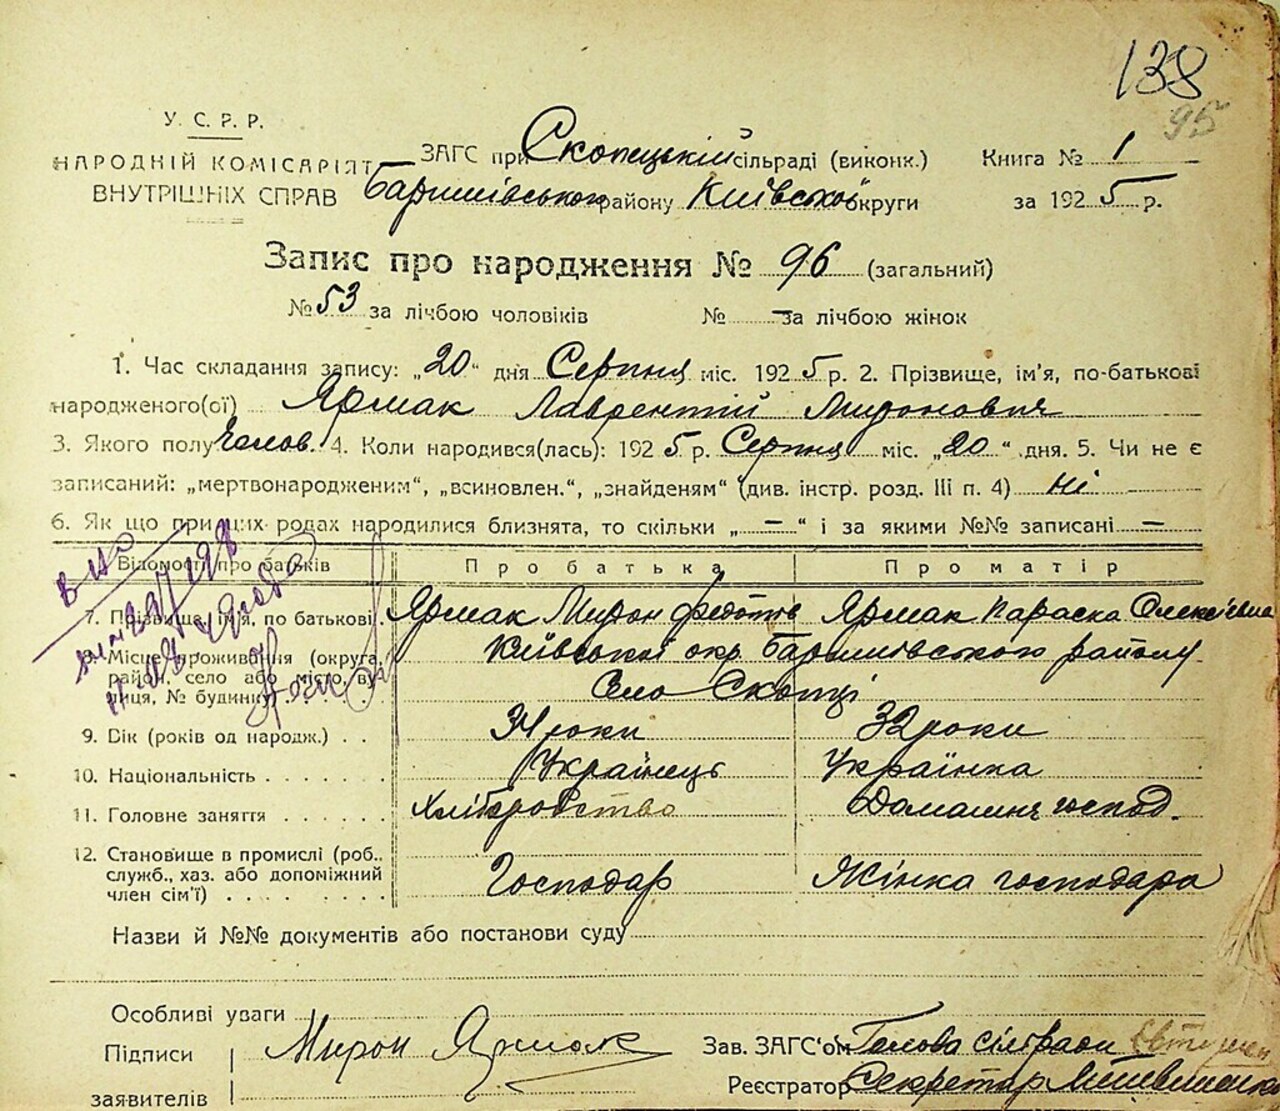 138
95
У. С. Р. Р.
НАРОДНІЙ КОМІСАРІЯТ
ВНУТРІШНІХ СПРАВ
ЗАГС при Скопецькій сільраді (виконк.) Книга № 1
Баришівського району Київської округи за 1925 р.
Запис про народження № 96 (загальний)
№ 53 за лічбою чоловіків № — за лічбою жінок
1. Час складання запису: „20“ дня Серпня міс. 1925 р. 2. Прізвище, ім'я, по-батькові
народженого(ої) Ярмак Лаврентій Миронович
3. Якого полу Чолов. 4. Коли народився(лась): 1925 р. Серпня міс. „20“ дня. 5. Чи не є
записаний: „мертвонародженим“, „всиновлен.“, „знайденям“ (див. інстр. розд. III п. 4) ні
6. Як що при цих родах народилися близнята, то скільки „—“ і за якими №№ записані —
Відомості про батьків Про батька Про матір
7. Прізвище, ім'я, по батькові. Ярмак Мирон Федотів Ярмак Параска Олексіївна
8. Місце проживання (округа, Київської окр. Баришівського району
район, село або місто, ву-
лиця, № будинку) Село Скопці
9. Вік (років од народж.) . . 34 роки 32 роки
10. Національність . . . . . . . Українець Українка
11. Головне заняття . . . . . . Хліборобство Домашнє господ.
12. Становище в промислі (роб.,
служб., хаз. або допоміжний
член сім'ї) . . . . . . . . . Господар Жінка господаря
Назви й №№ документів або постанови суду
Особливі уваги
Підписи Мирон Ярмак Зав. ЗАГС'ом Голова сілради
заявителів Реєстратор Секретар